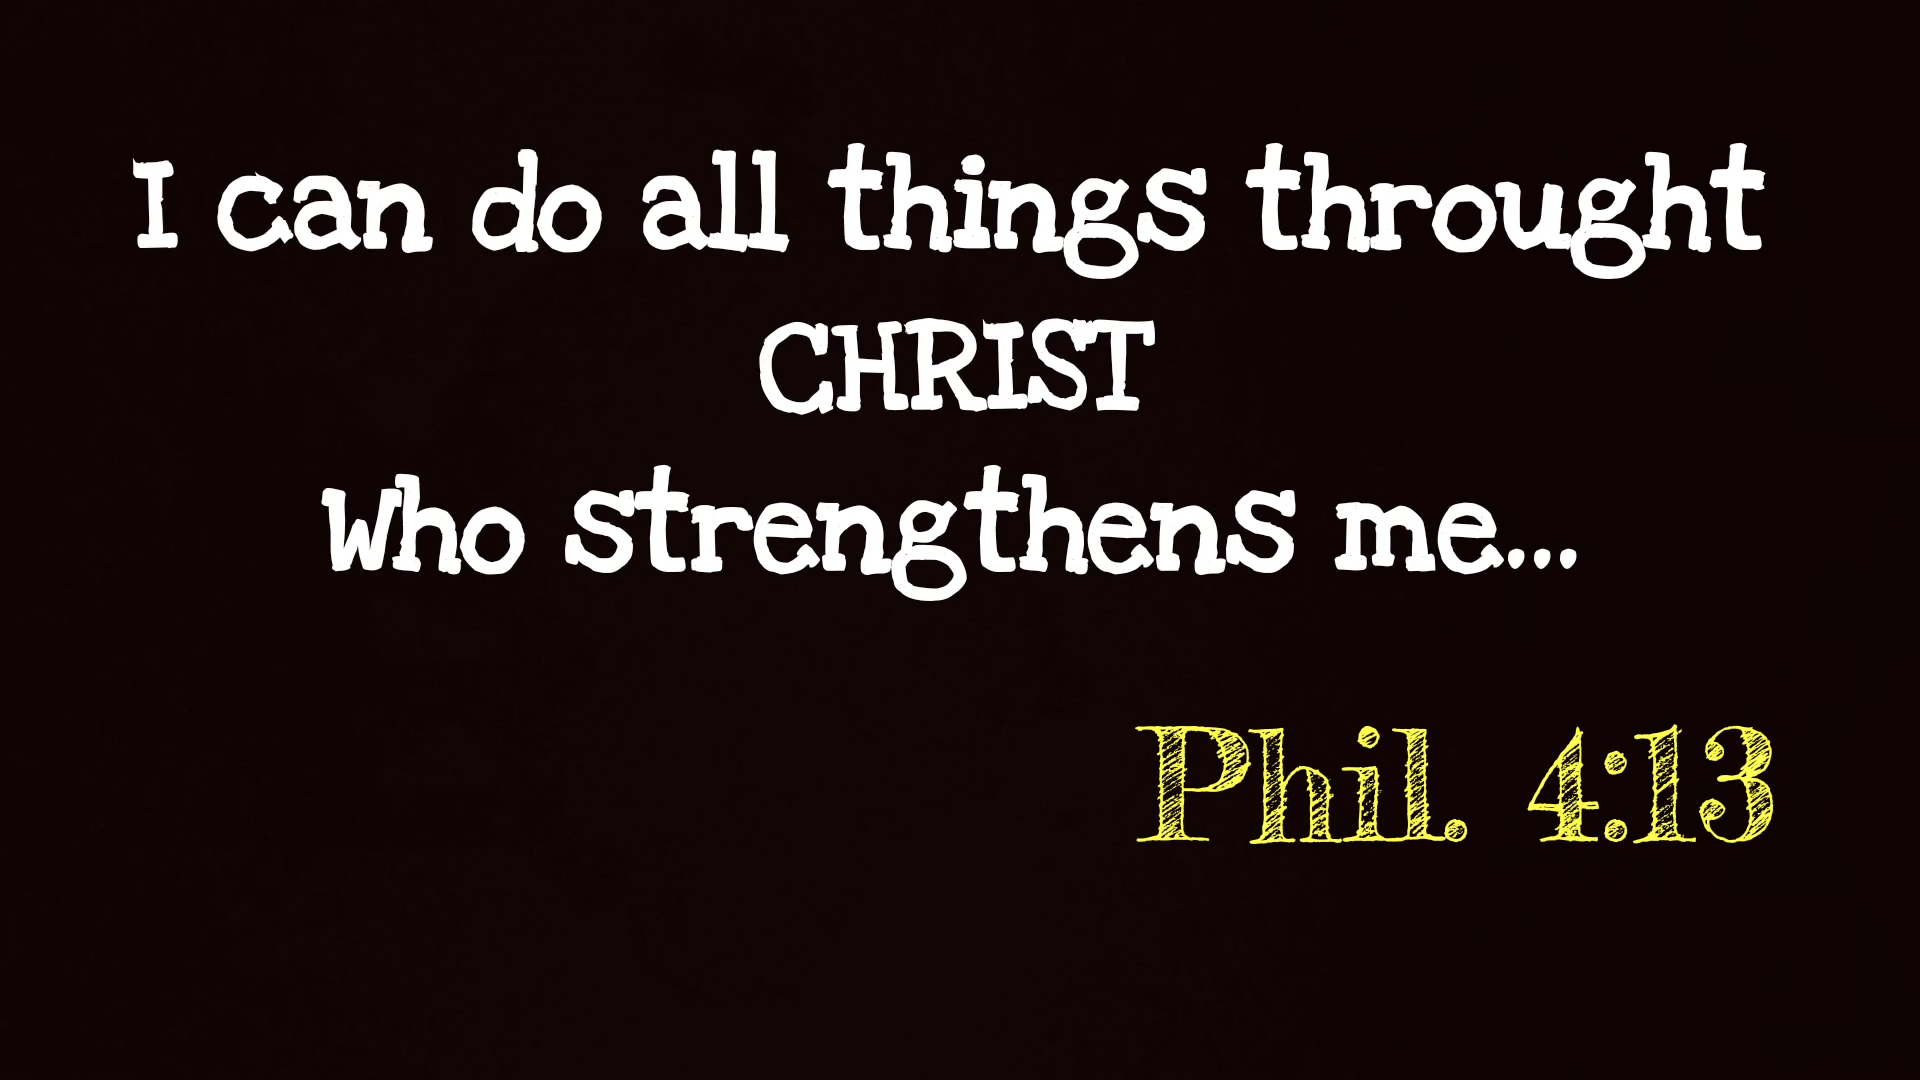 I can do all things throught
CHRIST
Who strengthens me...
Phil. 4:13